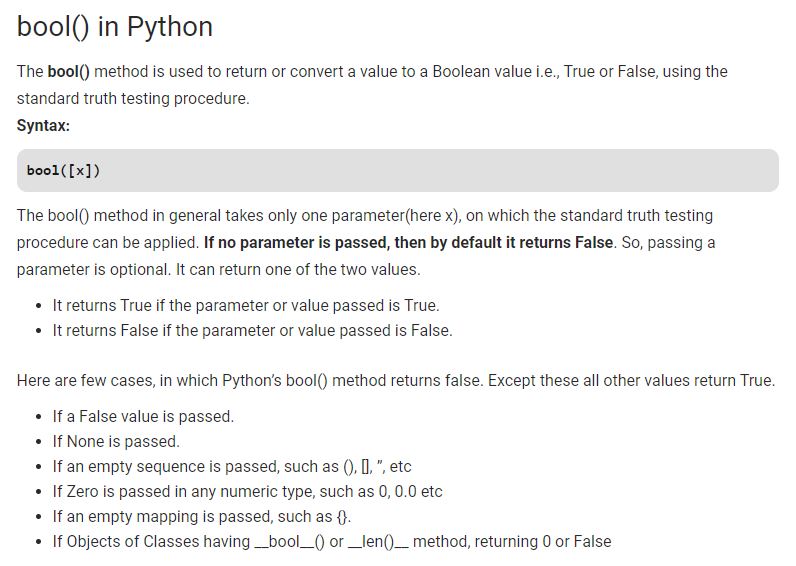 bool() in Python
The bool() method is used to return or convert a value to a Boolean value i.e., True or False, using the
standard truth testing procedure.
Syntax:
bool([x])
The bool() method in general takes only one parameter(here x), on which the standard truth testing
procedure can be applied. If no parameter is passed, then by default it returns False. So, passing a
parameter is optional. It can return one of the two values.
• It returns True if the parameter or value passed is True.
• It returns False if the parameter or value passed is False.
Here are few cases, in which Python’s bool() method returns false. Except these all other values return True.
• If a False value is passed.
• If None is passed.
• If an empty sequence is passed, such as (), [], ”, etc
• If Zero is passed in any numeric type, such as 0, 0.0 etc
• If an empty mapping is passed, such as {}.
• If Objects of Classes having __bool__() or __len()__ method, returning 0 or False